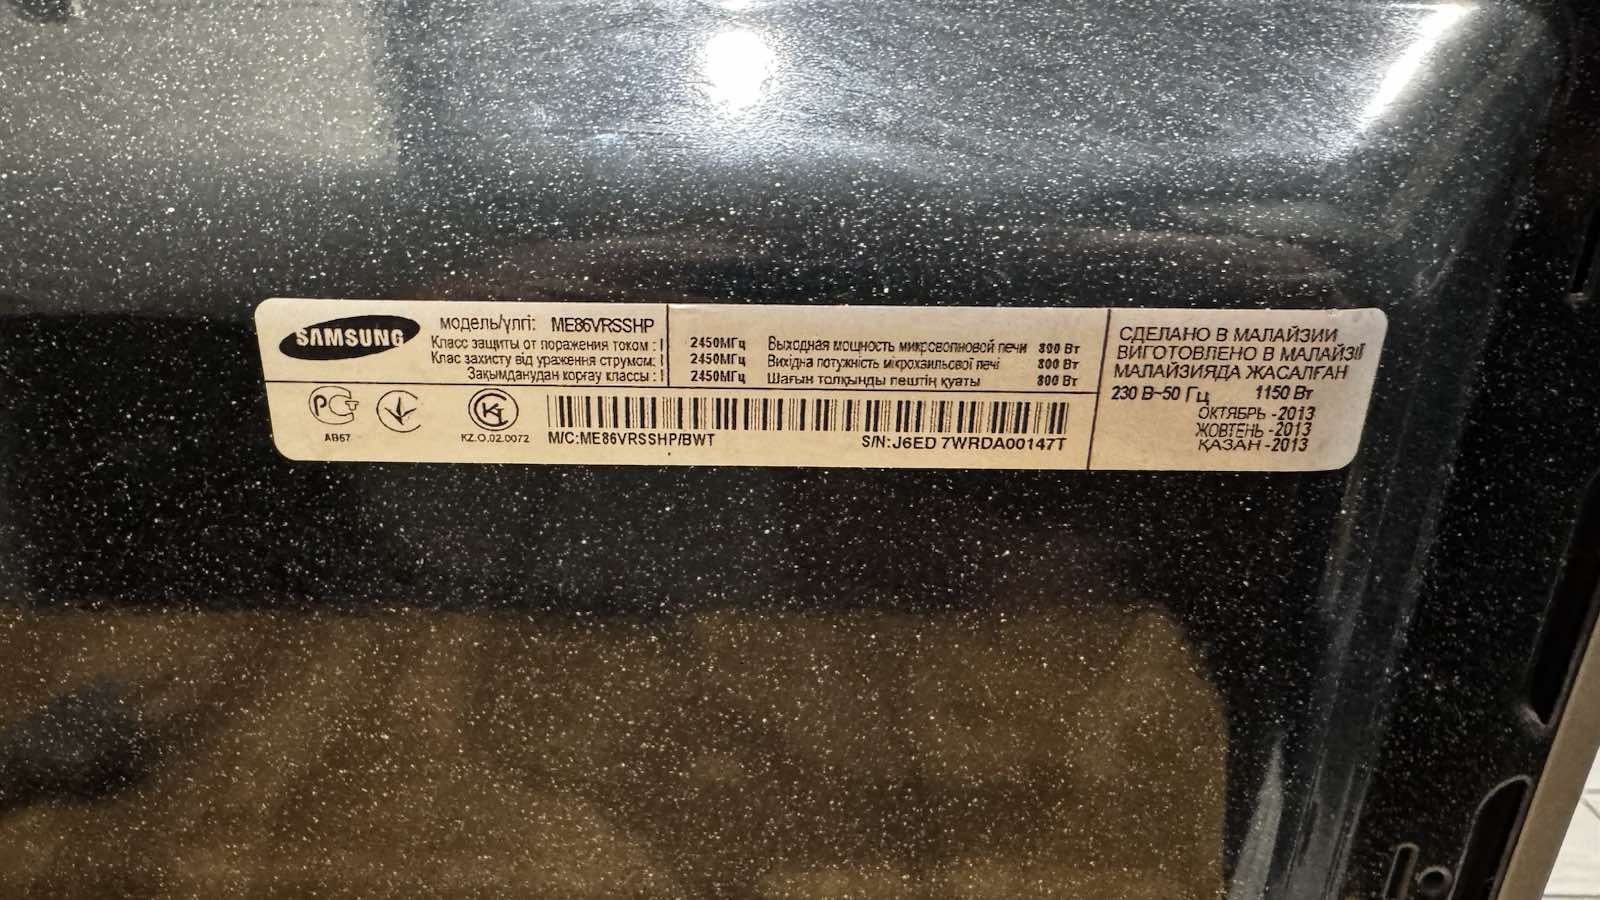 SAMSUNG
модель/үлгі: ME86VRSSHP
Класс защиты от поражения током : I
Клас захисту від ураження струмом: I
Зақымданудан корғау классы : I
2450МГц Выходная мощность микроволновой печи 800 Вт
2450МГц Вихідна потужність мікрохвильової печі 800 Вт
2450МГц Шағын толқынды пештің қуаты 800 Вт
СДЕЛАНО В МАЛАЙЗИИ
ВИГОТОВЛЕНО В МАЛАЙЗІЇ
МАЛАЙЗИЯДА ЖАСАЛҒАН
230 В~50 Гц 1150 Вт
ОКТЯБРЬ -2013
ЖОВТЕНЬ -2013
ҚАЗАН -2013
АВ57
KZ.O.02.0072
M/C:ME86VRSSHP/BWT
S/N:J6ED 7WRDA00147T